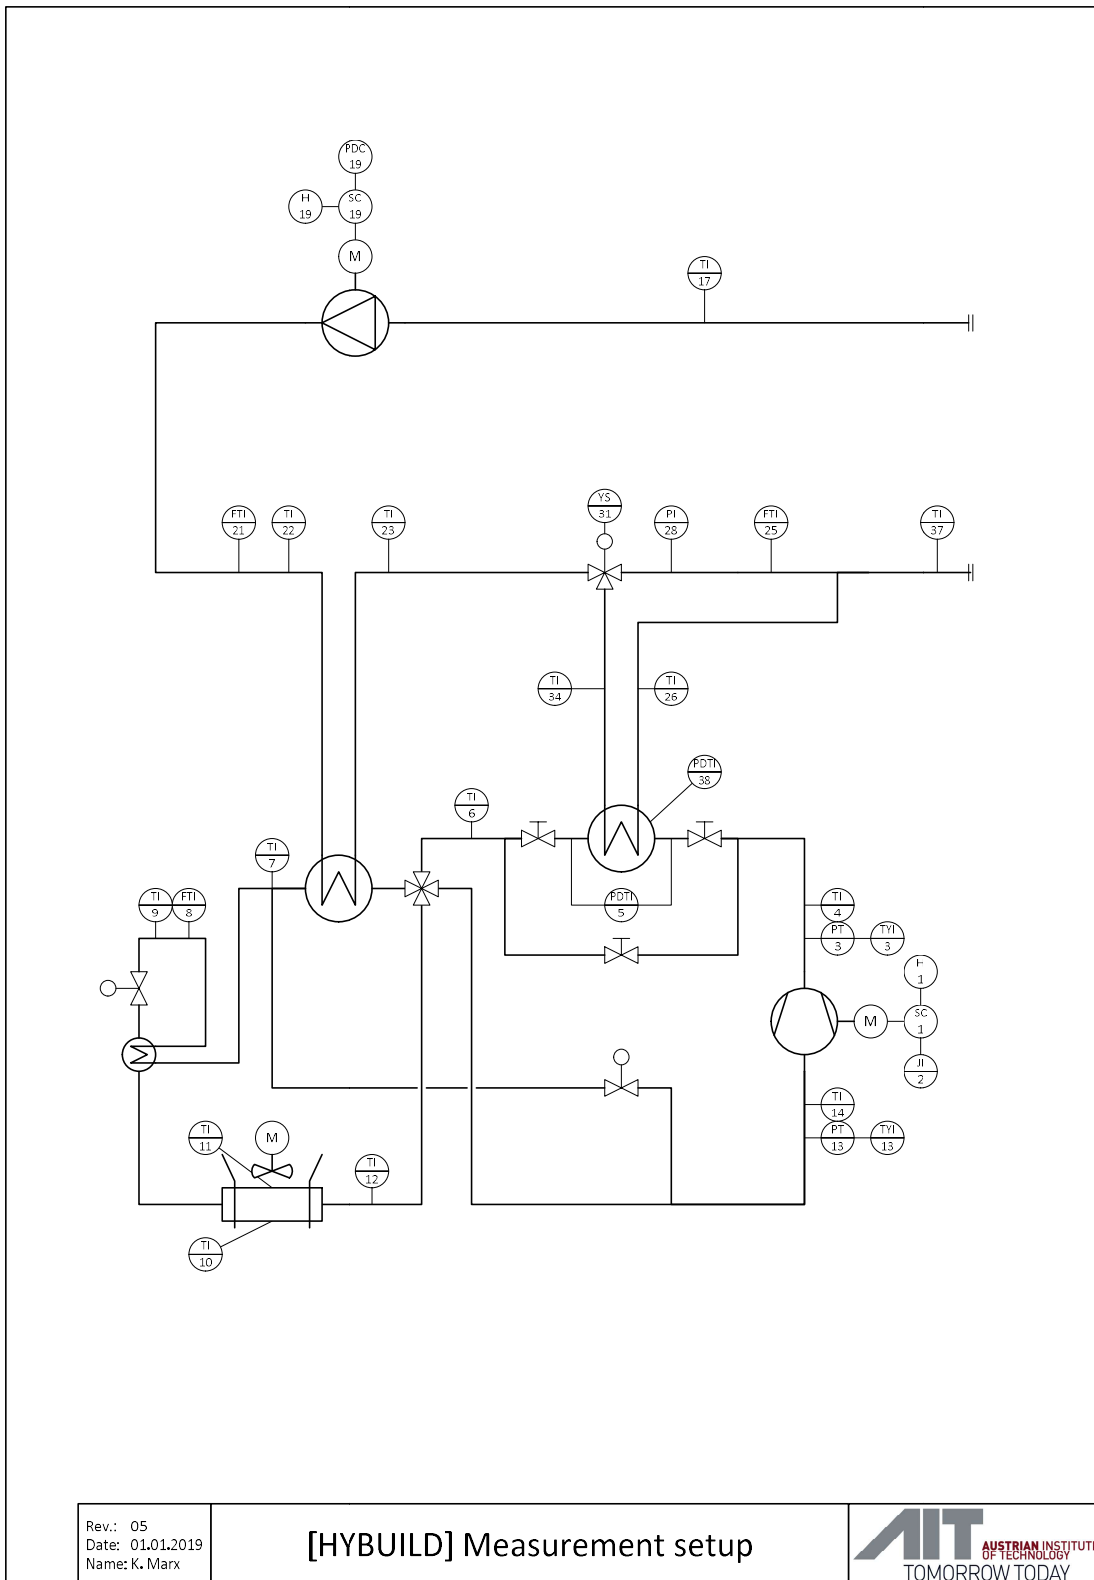 PDC
19
H
19
SC
19
M
TI
17
FTI
21
TI
22
TI
23
YS
31
PI
28
FTI
25
TI
37
TI
34
TI
26
PDTI
38
TI
6
TI
7
PDTI
5
TI
9
FTI
8
TI
4
PT
3
TYI
3
H
1
M
SC
1
JI
2
TI
14
PT
13
TYI
13
TI
11
M
TI
12
TI
10
Rev.: 05
Date: 01.01.2019
Name: K. Marx
[HYBUILD] Measurement setup
AIT
AUSTRIAN INSTITUTE
OF TECHNOLOGY
TOMORROW TODAY